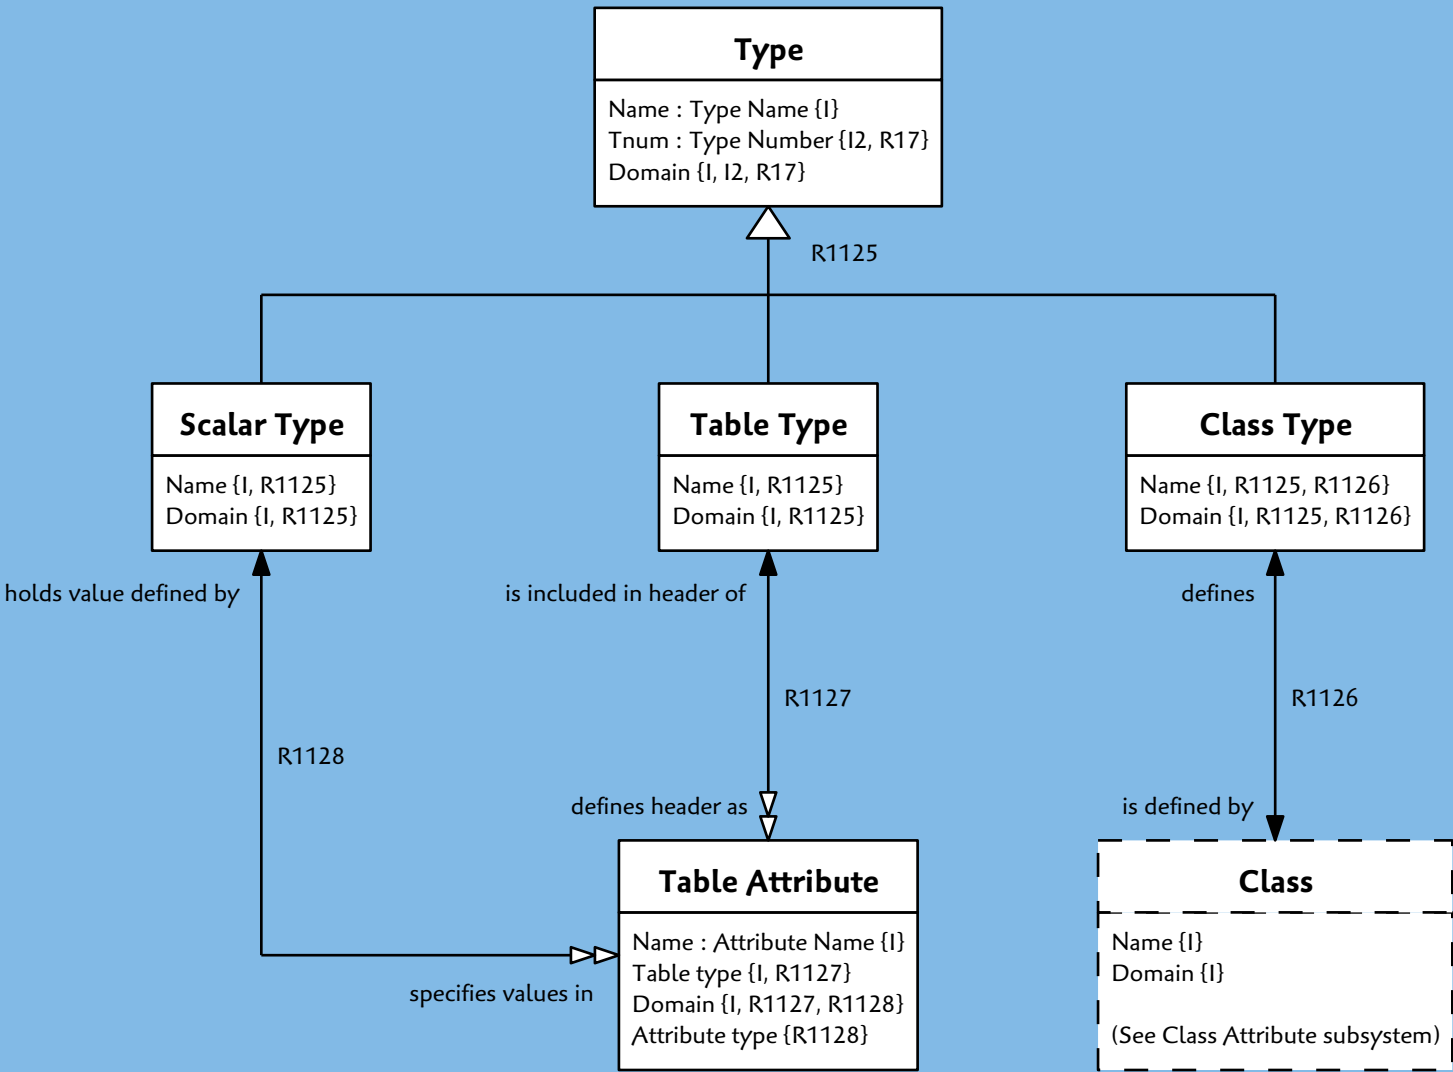 Type
Name : Type Name {I}
Tnum : Type Number {I2, R17}
Domain {I, I2, R17}
R1125
Scalar Type
Name {I, R1125}
Domain {I, R1125}
Table Type
Name {I, R1125}
Domain {I, R1125}
Class Type
Name {I, R1125, R1126}
Domain {I, R1125, R1126}
holds value defined by
is included in header of
defines
R1127
R1126
R1128
defines header as
is defined by
Table Attribute
Name : Attribute Name {I}
Table type {I, R1127}
Domain {I, R1127, R1128}
Attribute type {R1128}
specifies values in
Class
Name {I}
Domain {I}
(See Class Attribute subsystem)